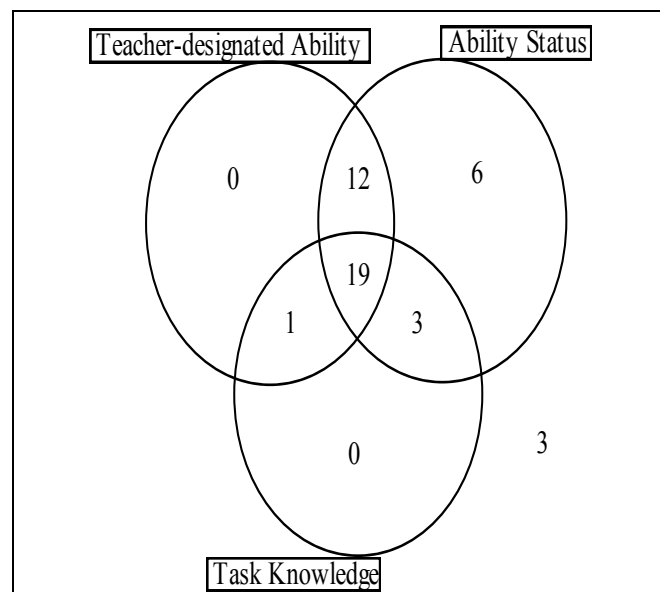 Teacher-designated Ability
Ability Status
0
12
6
19
1
3
0
3
Task Knowledge